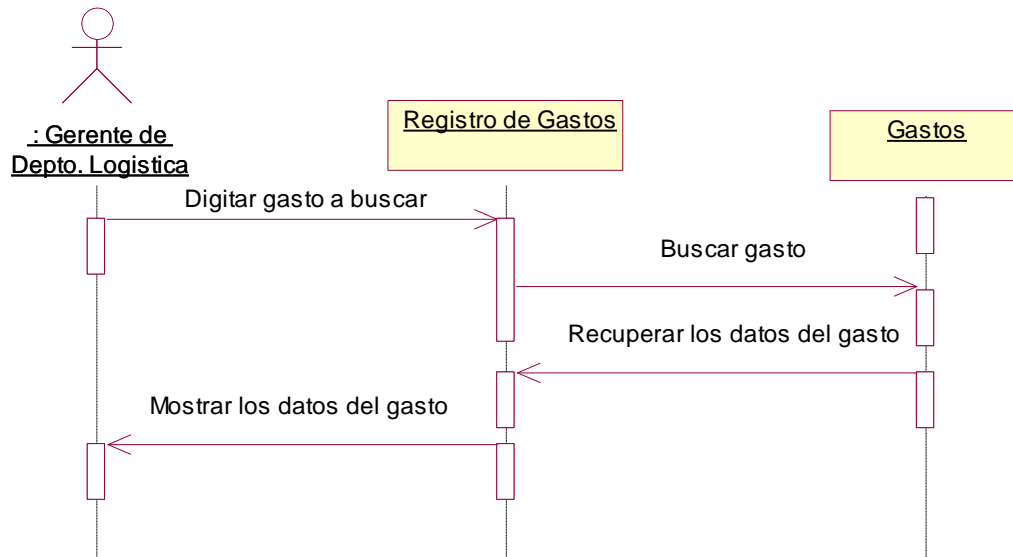 : Gerente de
Depto. Logistica
Registro de Gastos
Gastos
Digitar gasto a buscar
Buscar gasto
Recuperar los datos del gasto
Mostrar los datos del gasto